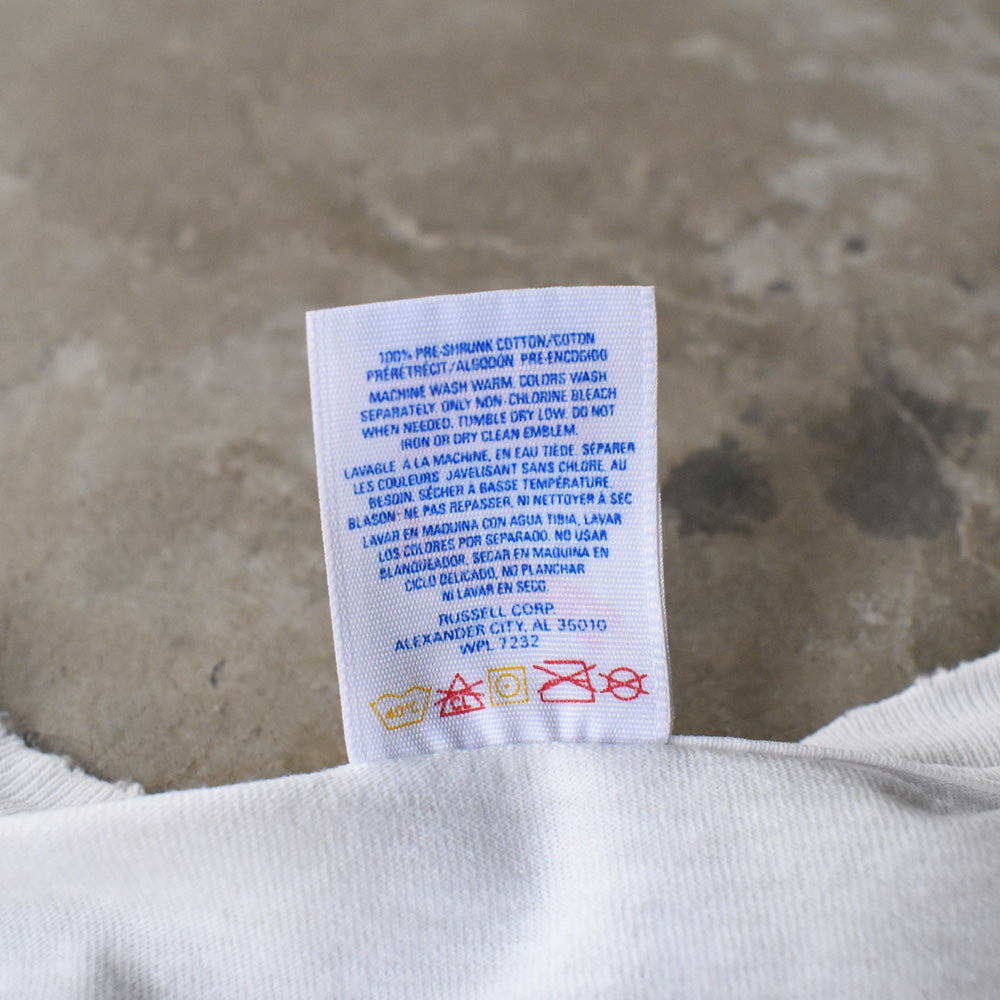 100% PRE-SHRUNK COTTON/COTON
PRÉRÉTRÉCIT/ALGODÓN PRE-ENCOGIDO
MACHINE WASH WARM, COLORS WASH
SEPARATELY. ONLY NON-CHLORINE BLEACH
WHEN NEEDED. TUMBLE DRY LOW. DO NOT
IRON OR DRY CLEAN EMBLEM.
LAVABLE À LA MACHINE, EN EAU TIÈDE. SÉPARER
LES COULEURS. JAVELISANT SANS CHLORE, AU
BESOIN. SÉCHER À BASSE TEMPÉRATURE.
BLASON: NE PAS REPASSER, NI NETTOYER À SEC
LAVAR EN MAQUINA CON AGUA TIBIA, LAVAR
LOS COLORES POR SEPARADO. NO USAR
BLANQUEADOR, SECAR EN MAQUINA EN
CICLO DELICADO, NO PLANCHAR
NI LAVAR EN SECO.
RUSSELL CORP.
ALEXANDER CITY, AL 35010
WPL 7232
40°C CL